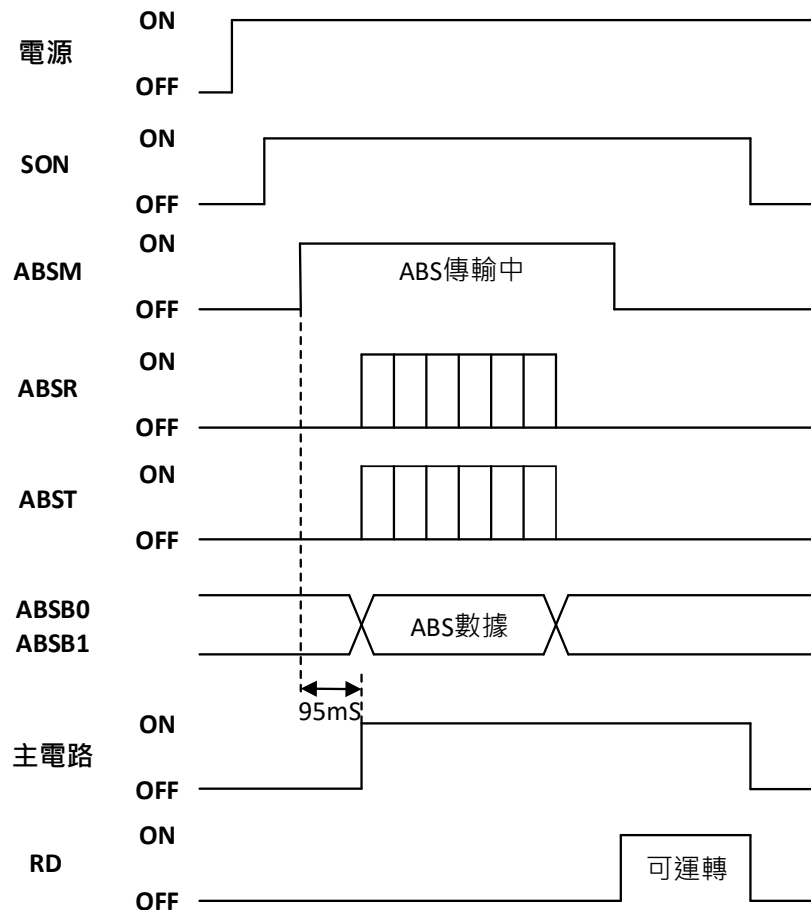 ON
電源
OFF
ON
SON
OFF
ON
ABSM
ABS傳輸中
OFF
ON
ABSR
OFF
ON
ABST
OFF
ABSB0
ABS數據
ABSB1
95mS
ON
主電路
OFF
ON
RD
可運轉
OFF